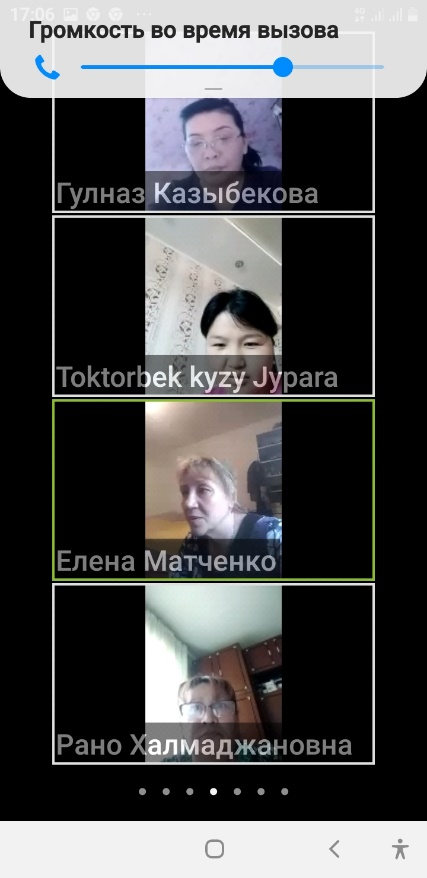 17:06
Громкость во время вызова
Гулназ Казыбекова
Toktorbek kyzy Jypara
Елена Матченко
Рано Халмаджановна